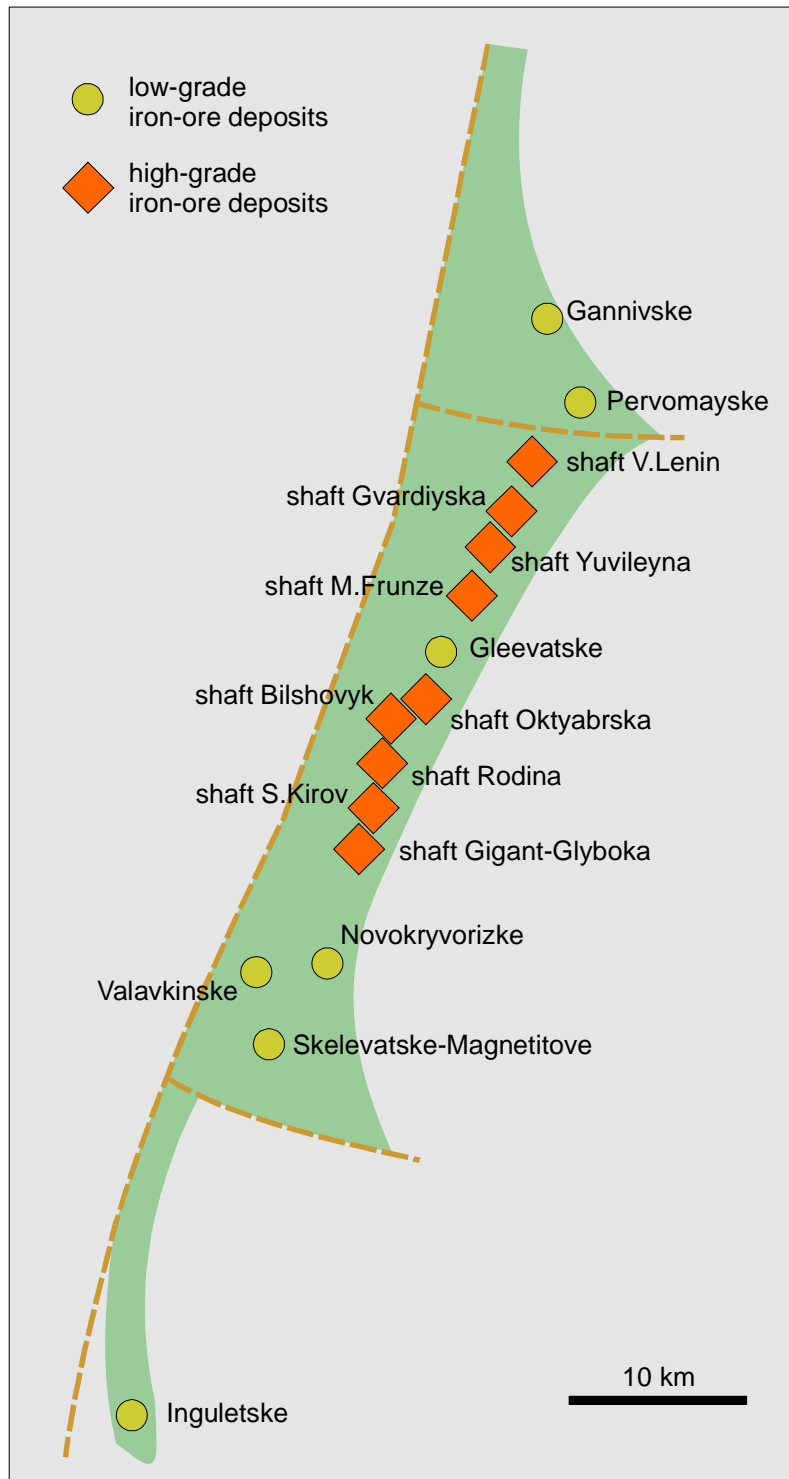 low-grade
iron-ore deposits
high-grade
iron-ore deposits
Gannivske
Pervomayske
shaft V.Lenin
shaft Gvardiyska
shaft Yuvileyna
shaft M.Frunze
Gleevatske
shaft Bilshovyk
shaft Oktyabrska
shaft Rodina
shaft S.Kirov
shaft Gigant-Glyboka
Novokryvorizke
Valavkinske
Skelevatske-Magnetitove
10 km
Inguletske